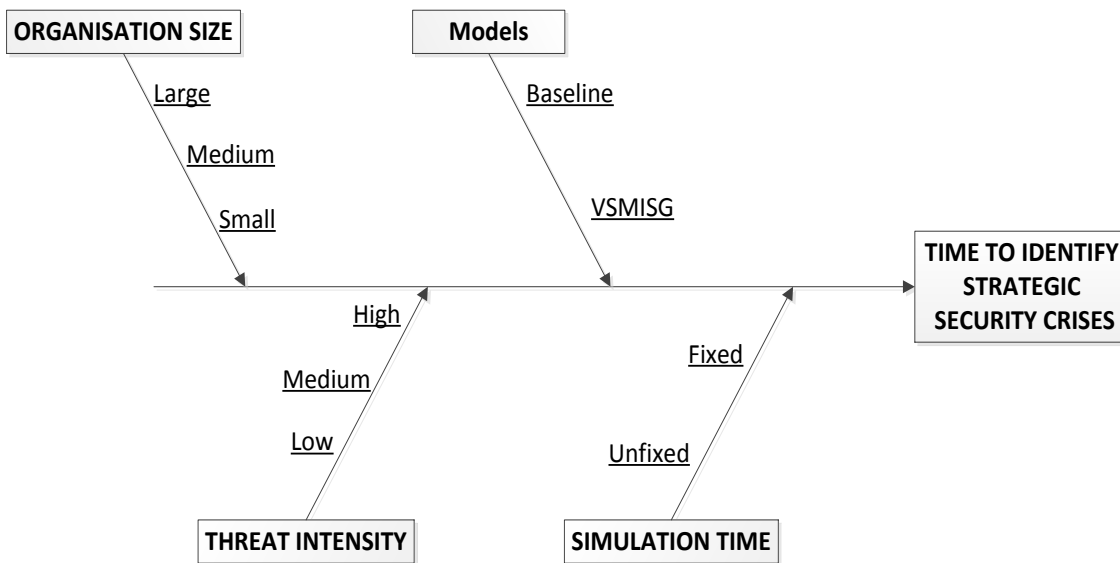 ORGANISATION SIZE
Models
Large
Baseline
Medium
VSMISG
Small
TIME TO IDENTIFY
STRATEGIC
SECURITY CRISES
High
Fixed
Medium
Low
Unfixed
THREAT INTENSITY
SIMULATION TIME